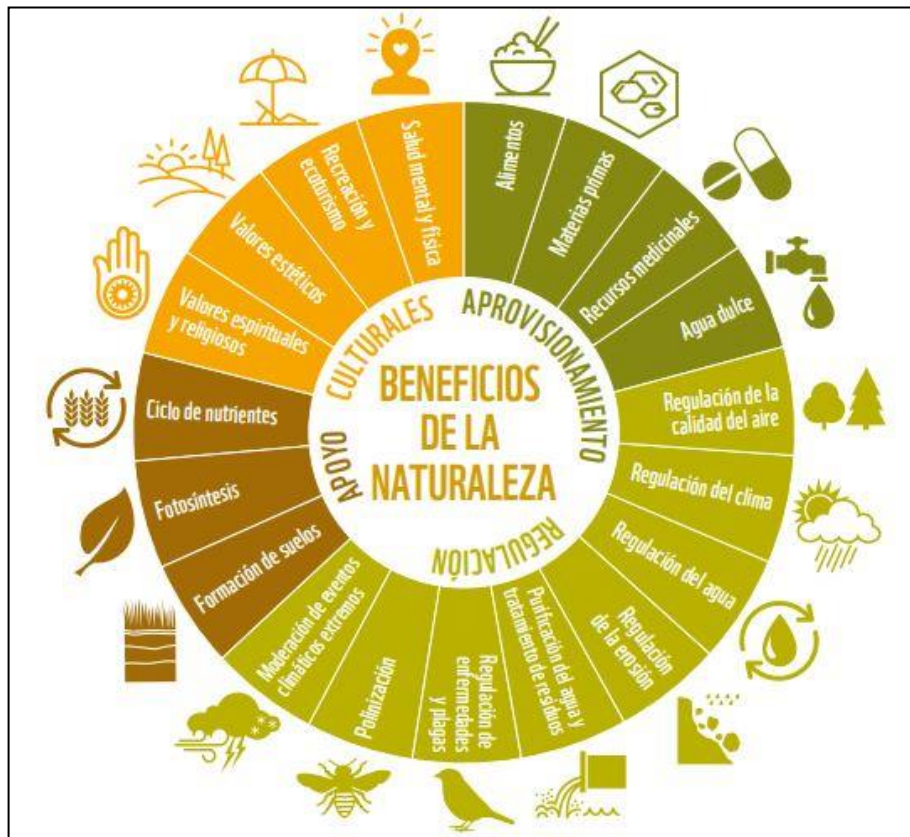 BENEFICIOS
DE LA
NATURALEZA
CULTURALES
APROVISIONAMIENTO
REGULACIÓN
APOYO
Alimentos
Materias primas
Recursos medicinales
Agua dulce
Regulación de la
calidad del aire
Regulación del clima
Regulación del agua
Regulación
de la erosión
Purificación del agua y
tratamiento de residuos
Regulación de
enfermedades
y plagas
Polinización
Moderación de eventos
climáticos extremos
Formación de suelos
Fotosíntesis
Ciclo de nutrientes
Valores espirituales
y religiosos
Valores estéticos
Recreación y
ecoturismo
Salud mental y física